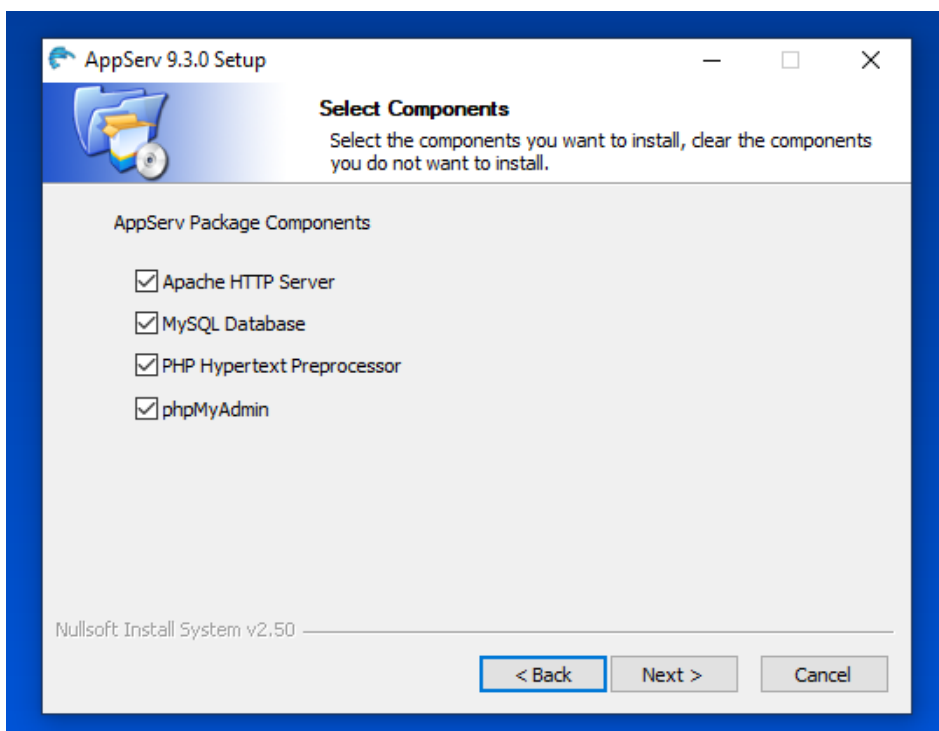 AppServ 9.3.0 Setup
Select Components
Select the components you want to install, clear the components
you do not want to install.
AppServ Package Components
Apache HTTP Server
MySQL Database
PHP Hypertext Preprocessor
phpMyAdmin
Nullsoft Install System v2.50
< Back Next > Cancel